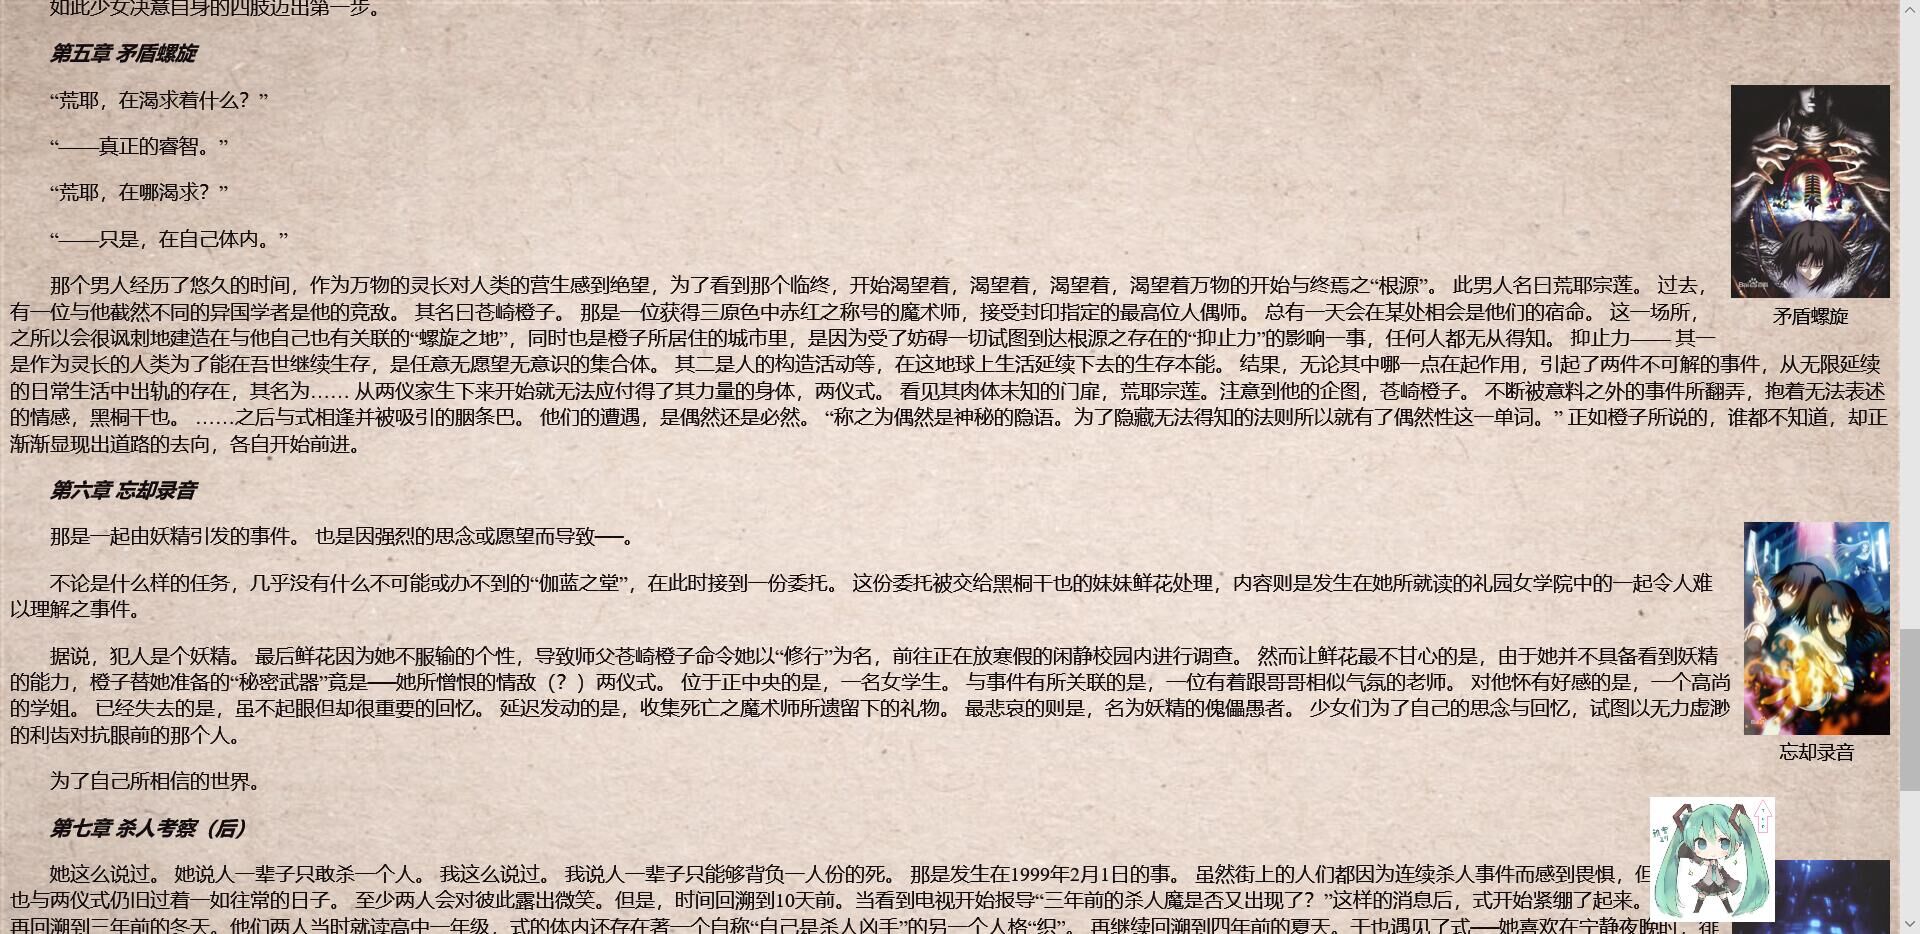 如此少女决意自身的四肢迈出第一步。
第五章 矛盾螺旋
“荒耶，在渴求着什么？”
“——真正的睿智。”
“荒耶，在哪渴求？”
“——只是，在自己体内。”
那个男人经历了悠久的时间，作为万物的灵长对人类的营生感到绝望，为了看到那个临终，开始渴望着，渴望着，渴望着，渴望着万物的开始与终焉之“根源”。 此男人名曰荒耶宗莲。 过去，
有一位与他截然不同的异国学者是他的竞敌。 其名曰苍崎橙子。 那是一位获得三原色中赤红之称号的魔术师，接受封印指定的最高位人偶师。 总有一天会在某处相会是他们的宿命。 这一场所，
之所以会很讽刺地建造在与他自己也有关联的“螺旋之地”，同时也是橙子所居住的城市里，是因为受了妨碍一切试图到达根源之存在的“抑止力”的影响一事，任何人都无从得知。 抑止力—— 其一
是作为灵长的人类为了能在吾世继续生存，是任意无愿望无意识的集合体。 其二是人的构造活动等，在这地球上生活延续下去的生存本能。 结果，无论其中哪一点在起作用，引起了两件不可解的事件，从无限延续
的日常生活中出轨的存在，其名为…… 从两仪家生下来开始就无法应付得了其力量的身体，两仪式。 看见其肉体未知的门扉，荒耶宗莲。注意到他的企图，苍崎橙子。 不断被意料之外的事件所翻弄，抱着无法表述
的情感，黑桐干也。 ……之后与式相逢并被吸引的胭条巴。 他们的遭遇，是偶然还是必然。 “称之为偶然是神秘的隐语。为了隐藏无法得知的法则所以就有了偶然性这一单词。” 正如橙子所说的，谁都不知道，却正
渐渐显现出道路的去向，各自开始前进。
矛盾螺旋
第六章 忘却录音
那是一起由妖精引发的事件。 也是因强烈的思念或愿望而导致──。
不论是什么样的任务，几乎没有什么不可能或办不到的“伽蓝之堂”，在此时接到一份委托。 这份委托被交给黑桐干也的妹妹鲜花处理，内容则是发生在她所就读的礼园女学院中的一起令人难
以理解之事件。
据说，犯人是个妖精。 最后鲜花因为她不服输的个性，导致师父苍崎橙子命令她以“修行”为名，前往正在放寒假的闲静校园内进行调查。 然而让鲜花最不甘心的是，由于她并不具备看到妖精
的能力，橙子替她准备的“秘密武器”竟是──她所憎恨的情敌（？）两仪式。 位于正中央的是，一名女学生。 与事件有所关联的是，一位有着跟哥哥相似气氛的老师。 对他怀有好感的是，一个高尚
的学姐。 已经失去的是，虽不起眼但却很重要的回忆。 延迟发动的是，收集死亡之魔术师所遗留下的礼物。 最悲哀的则是，名为妖精的傀儡愚者。 少女们为了自己的思念与回忆，试图以无力虚渺
的利齿对抗眼前的那个人。
忘却录音
为了自己所相信的世界。
第七章 杀人考察（后）
她这么说过。 她说人一辈子只敢杀一个人。 我这么说过。 我说人一辈子只能够背负一人份的死。 那是发生在1999年2月1日的事。 虽然街上的人们都因为连续杀人事件而感到畏惧，但
也与两仪式仍旧过着一如往常的日子。 至少两人会对彼此露出微笑。但是，时间回溯到10天前。当看到电视开始报导“三年前的杀人魔是否又出现了？”这样的消息后，式开始紧绷了起来。
再回溯到三年前的冬天。他们两人当时就读高中一年级，式的体内还存在著一个自称“自己是杀人凶手”的另一个人格“织”。 再继续回溯到四年前的夏天。干也遇见了式──她喜欢在宁静夜晚时，徘